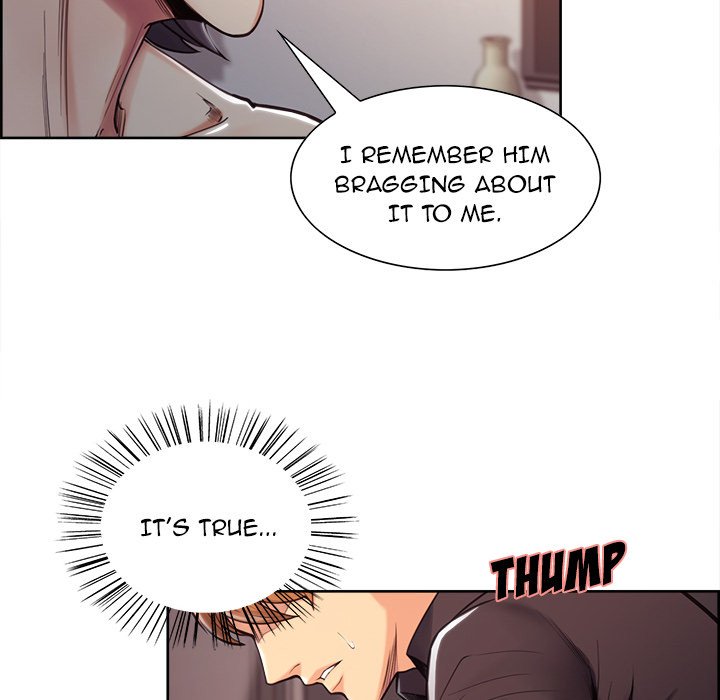 I REMEMBER HIM
BRAGGING ABOUT
IT TO ME.
IT'S TRUE...
THUMP